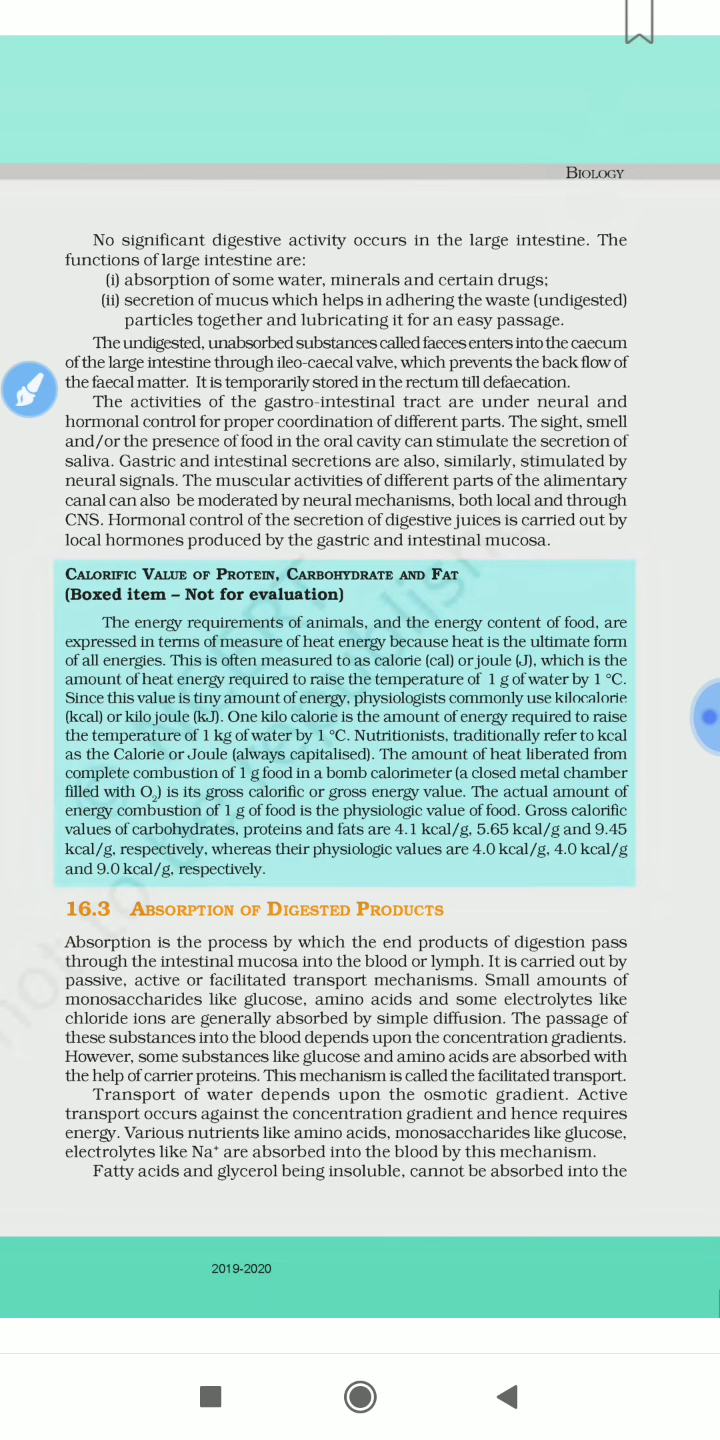 BIOLOGY
No significant digestive activity occurs in the large intestine. The
functions of large intestine are:
(i) absorption of some water, minerals and certain drugs;
(ii) secretion of mucus which helps in adhering the waste (undigested)
particles together and lubricating it for an easy passage.
The undigested, unabsorbed substances called faeces enters into the caecum
of the large intestine through ileo-caecal valve, which prevents the back flow of
the faecal matter. It is temporarily stored in the rectum till defaecation.
The activities of the gastro-intestinal tract are under neural and
hormonal control for proper coordination of different parts. The sight, smell
and/or the presence of food in the oral cavity can stimulate the secretion of
saliva. Gastric and intestinal secretions are also, similarly, stimulated by
neural signals. The muscular activities of different parts of the alimentary
canal can also be moderated by neural mechanisms, both local and through
CNS. Hormonal control of the secretion of digestive juices is carried out by
local hormones produced by the gastric and intestinal mucosa.
CALORIFIC VALUE OF PROTEIN, CARBOHYDRATE AND FAT
(Boxed item – Not for evaluation)
The energy requirements of animals, and the energy content of food, are
expressed in terms of measure of heat energy because heat is the ultimate form
of all energies. This is often measured to as calorie (cal) or joule (J), which is the
amount of heat energy required to raise the temperature of 1 g of water by 1 °C.
Since this value is tiny amount of energy, physiologists commonly use kilocalorie
(kcal) or kilo joule (kJ). One kilo calorie is the amount of energy required to raise
the temperature of 1 kg of water by 1 °C. Nutritionists, traditionally refer to kcal
as the Calorie or Joule (always capitalised). The amount of heat liberated from
complete combustion of 1 g food in a bomb calorimeter (a closed metal chamber
filled with O₂) is its gross calorific or gross energy value. The actual amount of
energy combustion of 1 g of food is the physiologic value of food. Gross calorific
values of carbohydrates, proteins and fats are 4.1 kcal/g, 5.65 kcal/g and 9.45
kcal/g, respectively, whereas their physiologic values are 4.0 kcal/g, 4.0 kcal/g
and 9.0 kcal/g, respectively.
16.3 ABSORPTION OF DIGESTED PRODUCTS
Absorption is the process by which the end products of digestion pass
through the intestinal mucosa into the blood or lymph. It is carried out by
passive, active or facilitated transport mechanisms. Small amounts of
monosaccharides like glucose, amino acids and some electrolytes like
chloride ions are generally absorbed by simple diffusion. The passage of
these substances into the blood depends upon the concentration gradients.
However, some substances like glucose and amino acids are absorbed with
the help of carrier proteins. This mechanism is called the facilitated transport.
Transport of water depends upon the osmotic gradient. Active
transport occurs against the concentration gradient and hence requires
energy. Various nutrients like amino acids, monosaccharides like glucose,
electrolytes like Na⁺ are absorbed into the blood by this mechanism.
Fatty acids and glycerol being insoluble, cannot be absorbed into the
2019-2020